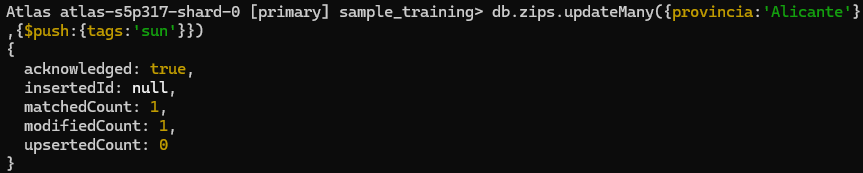 Atlas atlas-s5p317-shard-0 [primary] sample_training> db.zips.updateMany({provincia:'Alicante'}
,{$push:{tags:'sun'}})
{
  acknowledged: true,
  insertedId: null,
  matchedCount: 1,
  modifiedCount: 1,
  upsertedCount: 0
}